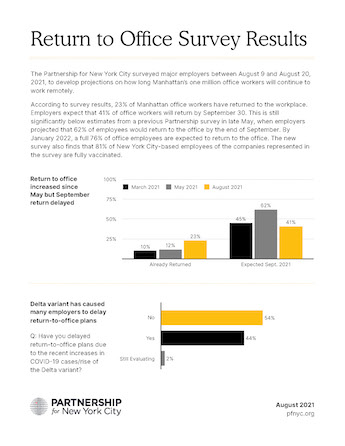 Return to Office Survey Results
The Partnership for New York City surveyed major employers between August 9 and August 20,
2021, to develop projections on how long Manhattan's one million office workers will continue to
work remotely.
According to survey results, 23% of Manhattan office workers have returned to the workplace.
Employers expect that 41% of office workers will return by September 30. This is still
significantly below estimates from a previous Partnership survey in late May, when employers
projected that 62% of employees would return to the office by the end of September. By
January 2022, a full 76% of office employees are expected to return to the office. The new
survey also finds that 81% of New York City-based employees of the companies represented in
the survey are fully vaccinated.
Return to office
increased since
May but September
return delayed
100%
75%
50%
25%
March 2021
May 2021
August 2021
10%
12%
23%
45%
62%
41%
Already Returned
Expected Sept. 2021
Delta variant has caused
many employers to delay
return-to-office plans
Q: Have you delayed
return-to-office plans due
to the recent increases in
COVID-19 cases/rise of
the Delta variant?
No
54%
Yes
44%
Still Evaluating
2%
PARTNERSHIP
for New York City
August 2021
pfnyc.org